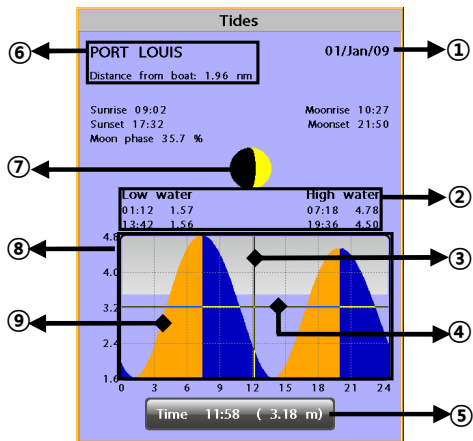 Tides
⑥ PORT LOUIS 01/Jan/09 ①
Distance from boat: 1.96 nm
Sunrise 09:02 Moonrise 10:27
Sunset 17:32 Moonset 21:50
Moon phase 35.7 %
⑦
Low water High water ②
01:12 1.57 07:18 4.78
13:42 1.56 19:36 4.50
⑧ 4.8 ③
4.0
⑨ 3.2 ④
2.4
1.6
0 3 6 9 12 15 18 21 24
Time 11:58 ( 3.18 m) ⑤